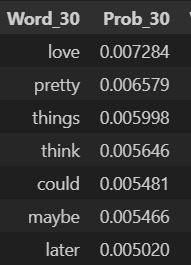 Word_30 Prob_30
love 0.007284
pretty 0.006579
things 0.005998
think 0.005646
could 0.005481
maybe 0.005466
later 0.005020